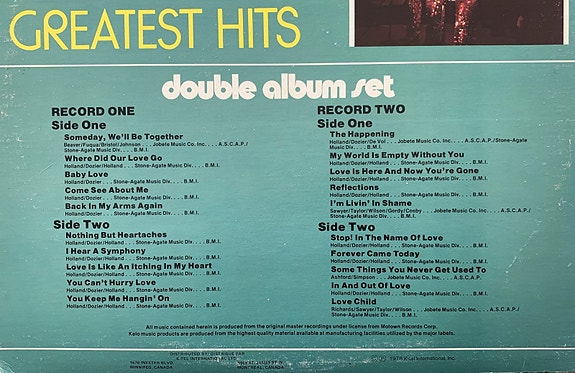 GREATEST HITS
double album set
RECORD ONE
Side One
Someday, We'll Be Together
Beaver/Fuqua/Bristol/Johnson . . . Jobete Music Co. Inc. . . . A.S.C.A.P./
Stone-Agate Music Div. . . . B.M.I.
Where Did Our Love Go
Holland/Dozier/Holland . . . Stone-Agate Music Div. . . . B.M.I.
Baby Love
Holland/Dozier/Holland . . . Stone-Agate Music Div. . . . B.M.I.
Come See About Me
Holland/Dozier/Holland . . . Stone-Agate Music Div. . . . B.M.I.
Back In My Arms Again
Holland/Dozier/Holland . . . Stone-Agate Music Div. . . . B.M.I.
Side Two
Nothing But Heartaches
Holland/Dozier/Holland . . . Stone-Agate Music Div. . . . B.M.I.
I Hear A Symphony
Holland/Dozier/Holland . . . Stone-Agate Music Div. . . . B.M.I.
Love Is Like An Itching In My Heart
Holland/Dozier/Holland . . . Stone-Agate Music Div. . . . B.M.I.
You Can't Hurry Love
Holland/Dozier/Holland . . . Stone-Agate Music Div. . . . B.M.I.
You Keep Me Hangin' On
Holland/Dozier/Holland . . . Stone-Agate Music Div. . . . B.M.I.
RECORD TWO
Side One
The Happening
Holland/Dozier/De Vol . . . Jobete Music Co. Inc. . . . A.S.C.A.P./Stone-Agate
Music Div. . . . B.M.I.
My World Is Empty Without You
Holland/Dozier/Holland . . . Stone-Agate Music Div. . . . B.M.I.
Love Is Here And Now You're Gone
Holland/Dozier/Holland . . . Stone-Agate Music Div. . . . B.M.I.
Reflections
Holland/Dozier/Holland . . . Stone-Agate Music Div. . . . B.M.I.
I'm Livin' In Shame
Sawyer/Taylor/Wilson/Gordy/Cosby . . . Jobete Music Co. Inc. . . . A.S.C.A.P./
Stone-Agate Music Div. . . . B.M.I.
Side Two
Stop! In The Name Of Love
Holland/Dozier/Holland . . . Stone-Agate Music Div. . . . B.M.I.
Forever Came Today
Holland/Dozier/Holland . . . Stone-Agate Music Div. . . . B.M.I.
Some Things You Never Get Used To
Ashford/Simpson . . . Jobete Music Co. Inc. . . . A.S.C.A.P.
In And Out Of Love
Holland/Dozier/Holland . . . Stone-Agate Music Div. . . . B.M.I.
Love Child
Richards/Sawyer/Taylor/Wilson . . . Jobete Music Co. Inc. . . . A.S.C.A.P./
Stone-Agate Music Div. . . . B.M.I.
All music contained herein is produced from the original master recordings under license from Motown Records Corp.
Kalo music products are produced from the highest quality material available at manufacturing facilities utilized by the major labels.
DISTRIBUTED BY/DISTRIBUE PAR
K-TEL INTERNATIONAL LTD.
1670 INKSTER BLVD.
WINNIPEG, CANADA
MONTREAL, CANADA
International, Inc.